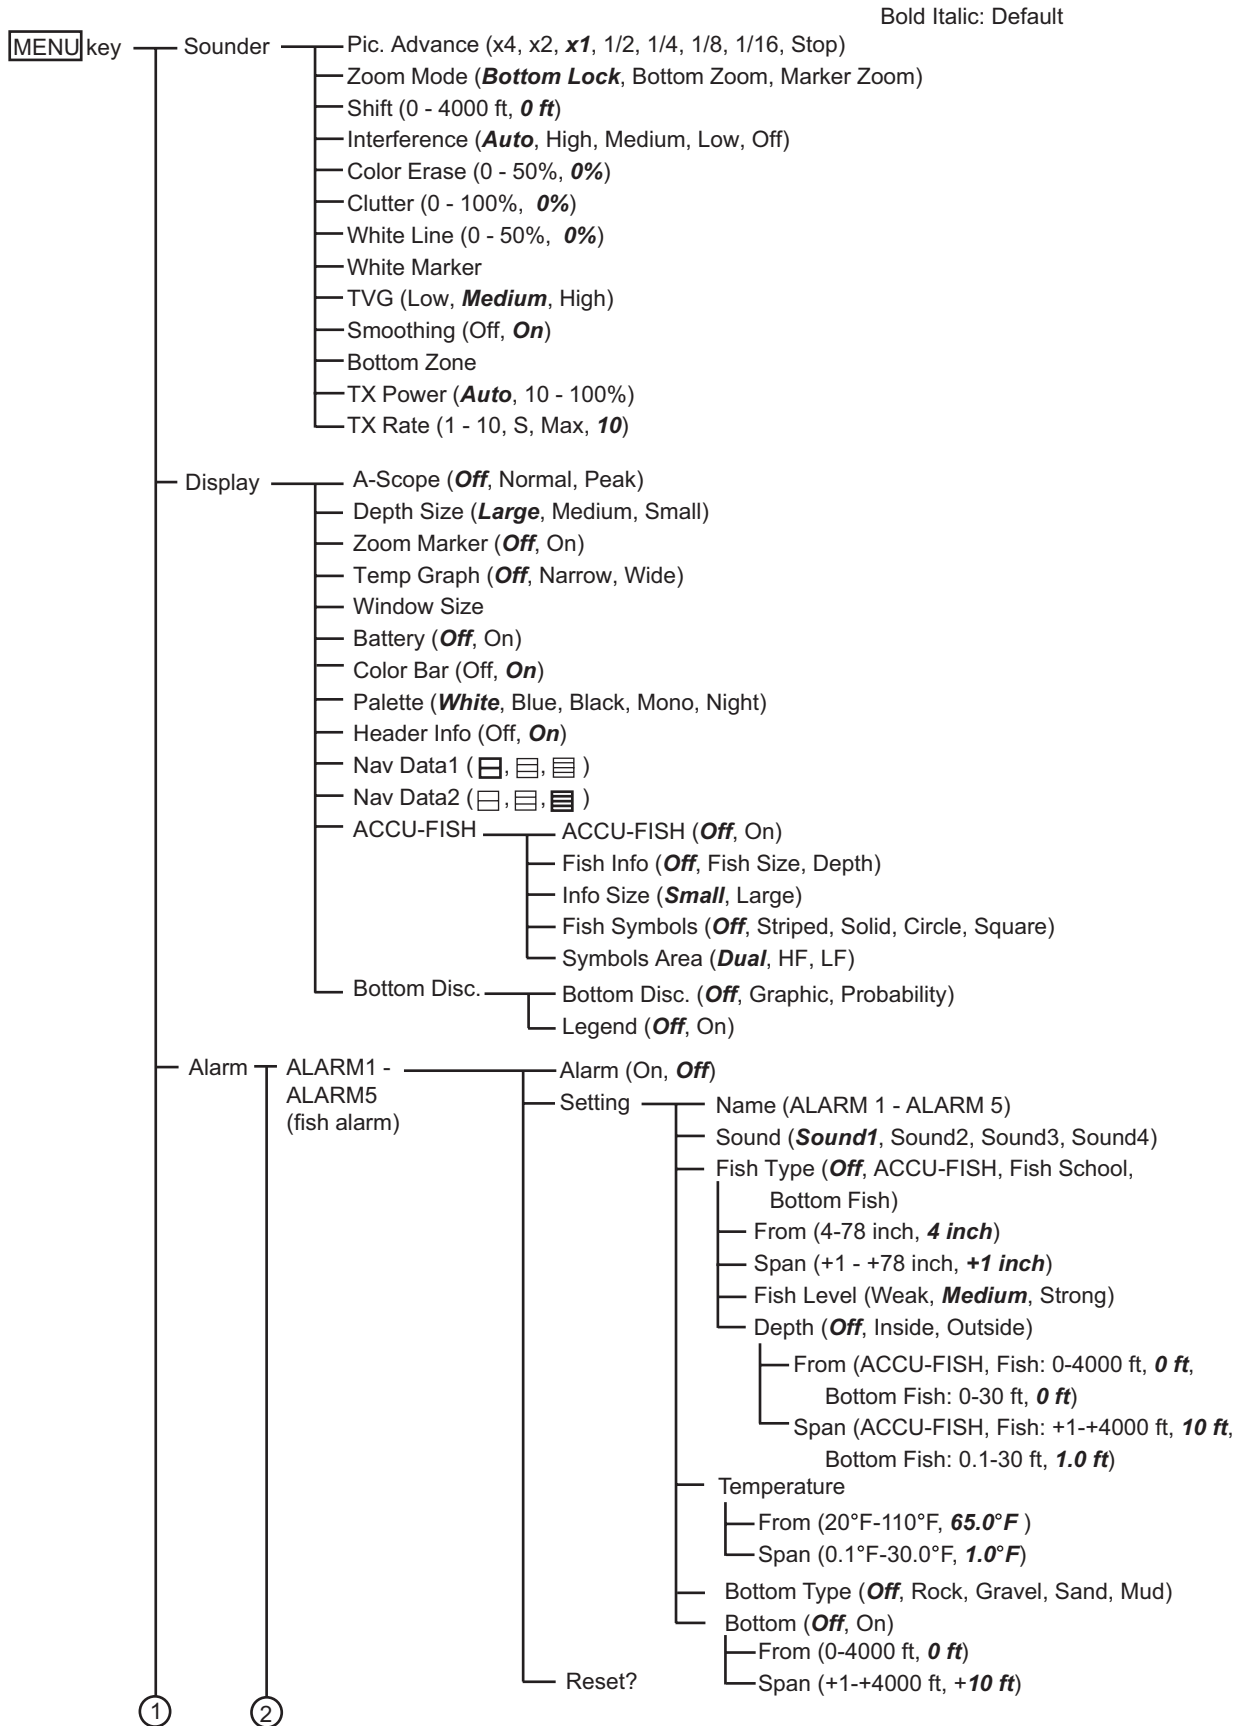 Bold Italic: Default
MENU key
Sounder
Pic. Advance (x4, x2, x1, 1/2, 1/4, 1/8, 1/16, Stop)
Zoom Mode (Bottom Lock, Bottom Zoom, Marker Zoom)
Shift (0 - 4000 ft, 0 ft)
Interference (Auto, High, Medium, Low, Off)
Color Erase (0 - 50%, 0%)
Clutter (0 - 100%, 0%)
White Line (0 - 50%, 0%)
White Marker
TVG (Low, Medium, High)
Smoothing (Off, On)
Bottom Zone
TX Power (Auto, 10 - 100%)
TX Rate (1 - 10, S, Max, 10)
Display
A-Scope (Off, Normal, Peak)
Depth Size (Large, Medium, Small)
Zoom Marker (Off, On)
Temp Graph (Off, Narrow, Wide)
Window Size
Battery (Off, On)
Color Bar (Off, On)
Palette (White, Blue, Black, Mono, Night)
Header Info (Off, On)
Nav Data1 ( , , )
Nav Data2 ( , , )
ACCU-FISH
ACCU-FISH (Off, On)
Fish Info (Off, Fish Size, Depth)
Info Size (Small, Large)
Fish Symbols (Off, Striped, Solid, Circle, Square)
Symbols Area (Dual, HF, LF)
Bottom Disc.
Bottom Disc. (Off, Graphic, Probability)
Legend (Off, On)
Alarm
ALARM1 -
ALARM5
(fish alarm)
Alarm (On, Off)
Setting
Name (ALARM 1 - ALARM 5)
Sound (Sound1, Sound2, Sound3, Sound4)
Fish Type (Off, ACCU-FISH, Fish School,
Bottom Fish)
From (4-78 inch, 4 inch)
Span (+1 - +78 inch, +1 inch)
Fish Level (Weak, Medium, Strong)
Depth (Off, Inside, Outside)
From (ACCU-FISH, Fish: 0-4000 ft, 0 ft,
Bottom Fish: 0-30 ft, 0 ft)
Span (ACCU-FISH, Fish: +1-+4000 ft, 10 ft,
Bottom Fish: 0.1-30 ft, 1.0 ft)
Temperature
From (20°F-110°F, 65.0°F )
Span (0.1°F-30.0°F, 1.0°F)
Bottom Type (Off, Rock, Gravel, Sand, Mud)
Bottom (Off, On)
From (0-4000 ft, 0 ft)
Span (+1-+4000 ft, +10 ft)
Reset?
1
2